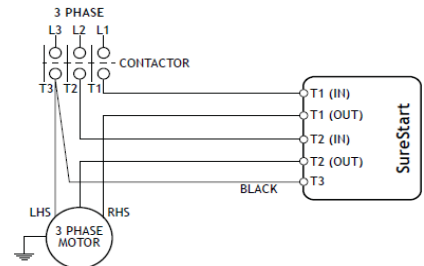 3 PHASE
L3 L2 L1
CONTACTOR
T3 T2 T1
T1 (IN)
T1 (OUT)
T2 (IN)
T2 (OUT)
T3
SureStart
BLACK
LHS RHS
3 PHASE
MOTOR